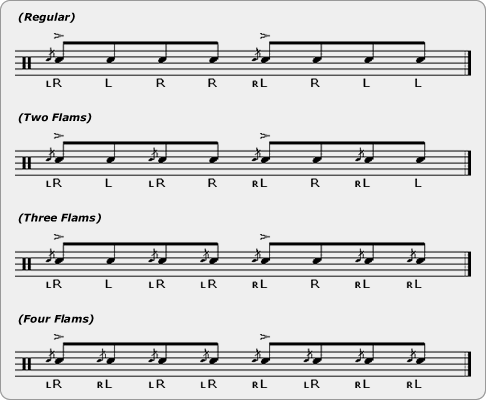 (Regular)
LR L R R RL R L L
(Two Flams)
LR L LR R RL R RL L
(Three Flams)
LR L LR LR RL R RL RL
(Four Flams)
LR RL LR LR RL LR RL RL